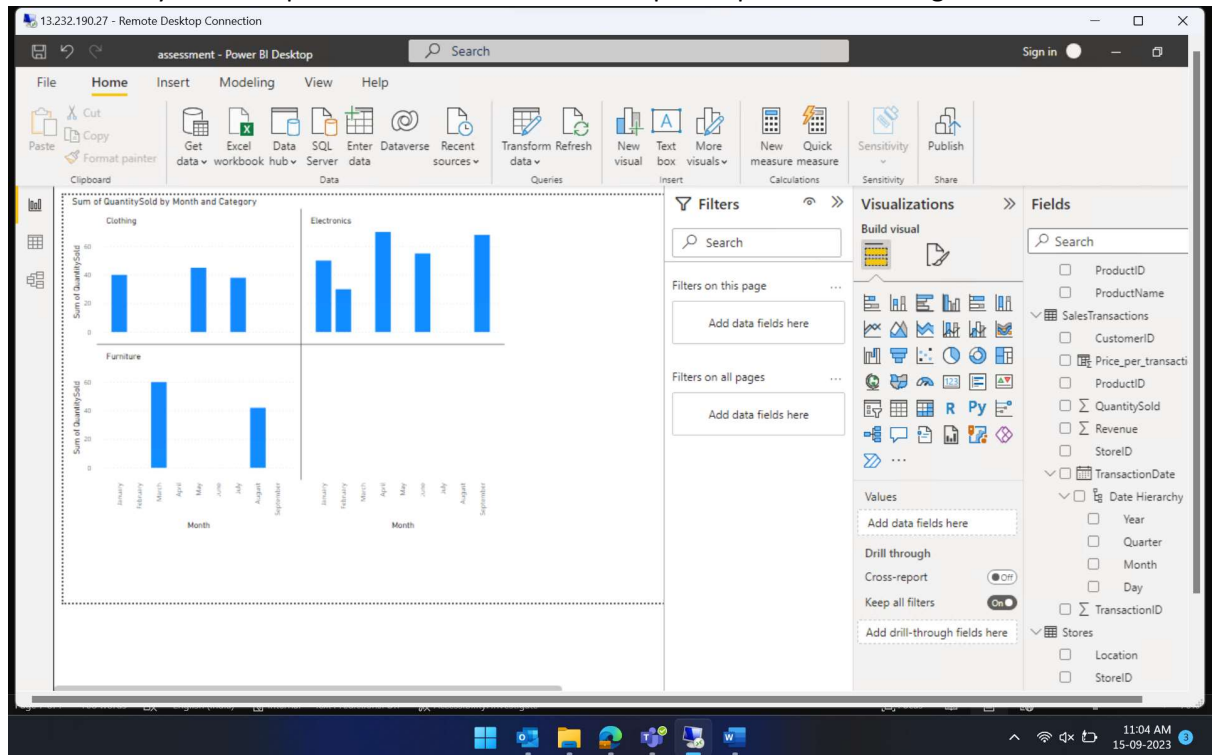 13.232.190.27 - Remote Desktop Connection
assessment - Power BI Desktop
Search
Sign in
File Home Insert Modeling View Help
Paste
Cut
Copy
Format painter
Clipboard
Get data
Excel workbook
Data hub
SQL Server
Enter data
Dataverse
Recent sources
Data
Transform data
Refresh
Queries
New visual
Text box
More visuals
Insert
New measure
Quick measure
Calculations
Sensitivity
Sensitivity
Publish
Share
Sum of QuantitySold by Month and Category
Clothing
Electronics
Sum of QuantitySold
60
40
20
0
Furniture
Sum of QuantitySold
60
40
20
0
January
February
March
April
May
June
July
August
September
January
February
March
April
May
June
July
August
September
Month
Month
Filters
Search
Filters on this page
...
Add data fields here
Filters on all pages
...
Add data fields here
Visualizations
Build visual
123
R
Py
...
Values
Add data fields here
Drill through
Cross-report
Off
Keep all filters
On
Add drill-through fields here
Fields
Search
ProductID
ProductName
SalesTransactions
CustomerID
Price_per_transacti
ProductID
QuantitySold
Revenue
StoreID
TransactionDate
Date Hierarchy
Year
Quarter
Month
Day
TransactionID
Stores
Location
StoreID
11:04 AM
15-09-2023
3